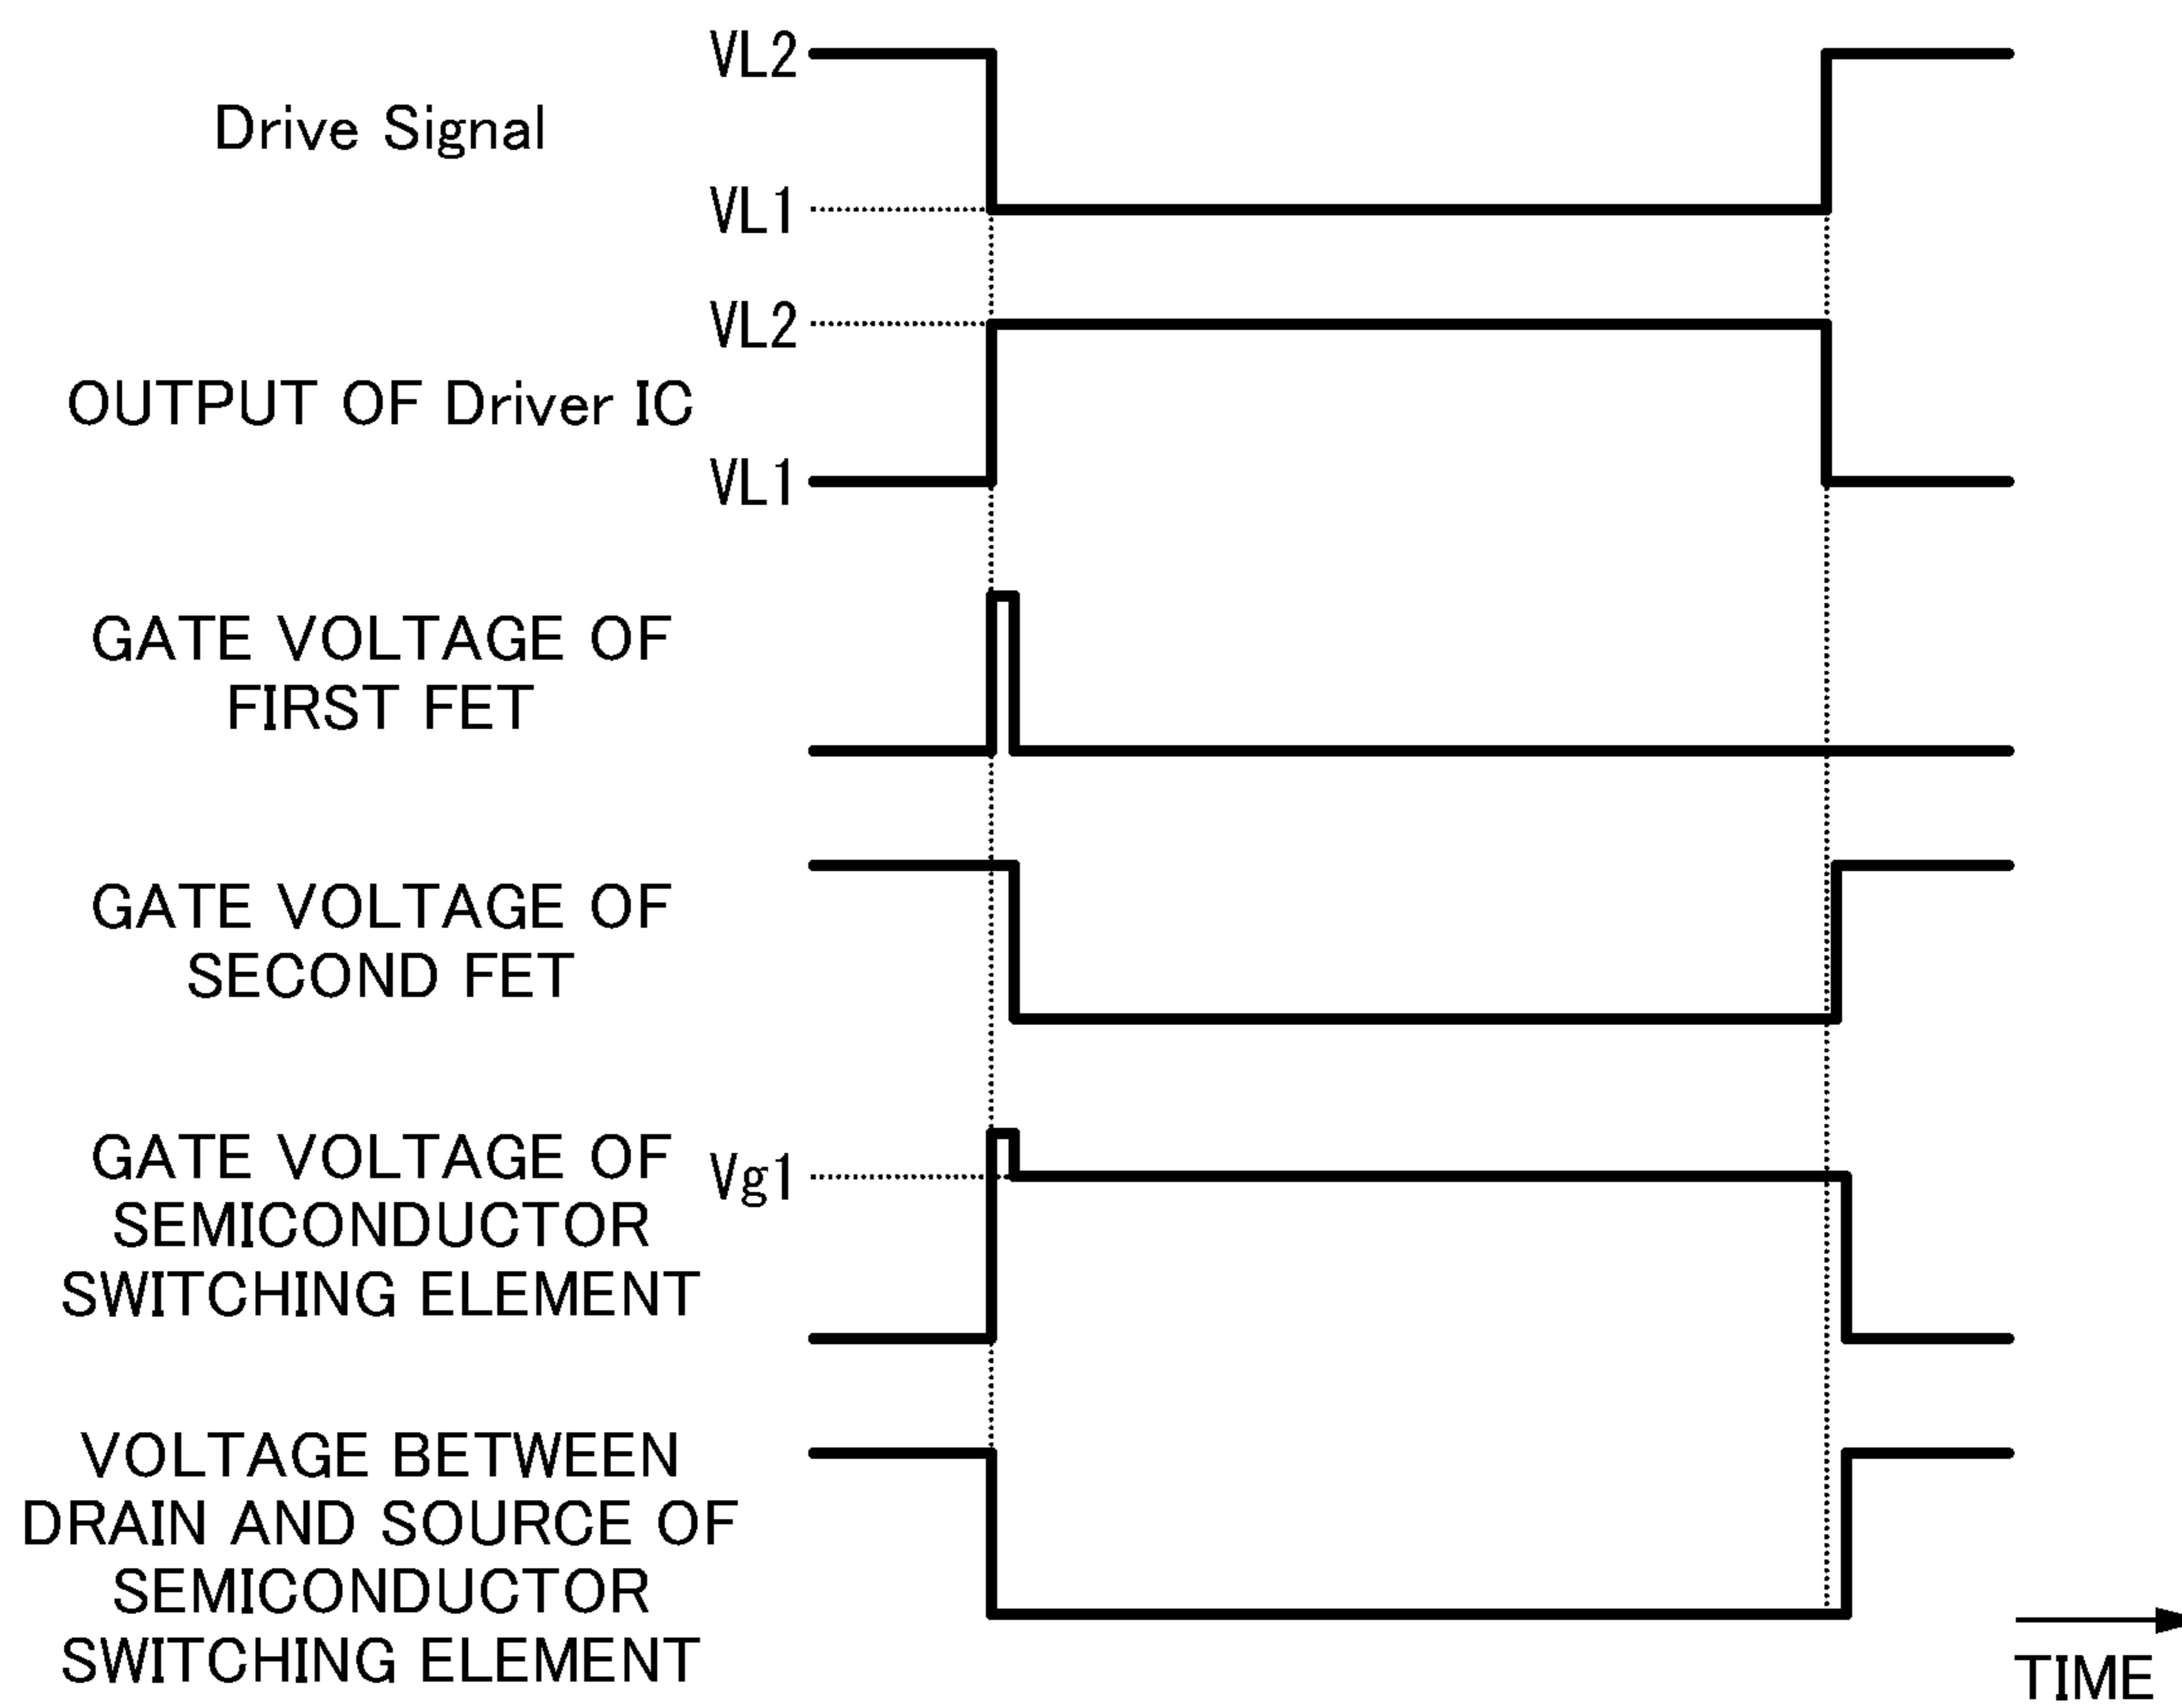 VL2
Drive Signal
VL1
VL2
OUTPUT OF Driver IC
VL1
GATE VOLTAGE OF
FIRST FET
GATE VOLTAGE OF
SECOND FET
GATE VOLTAGE OF
SEMICONDUCTOR
SWITCHING ELEMENT
Vg1
VOLTAGE BETWEEN
DRAIN AND SOURCE OF
SEMICONDUCTOR
SWITCHING ELEMENT
TIME